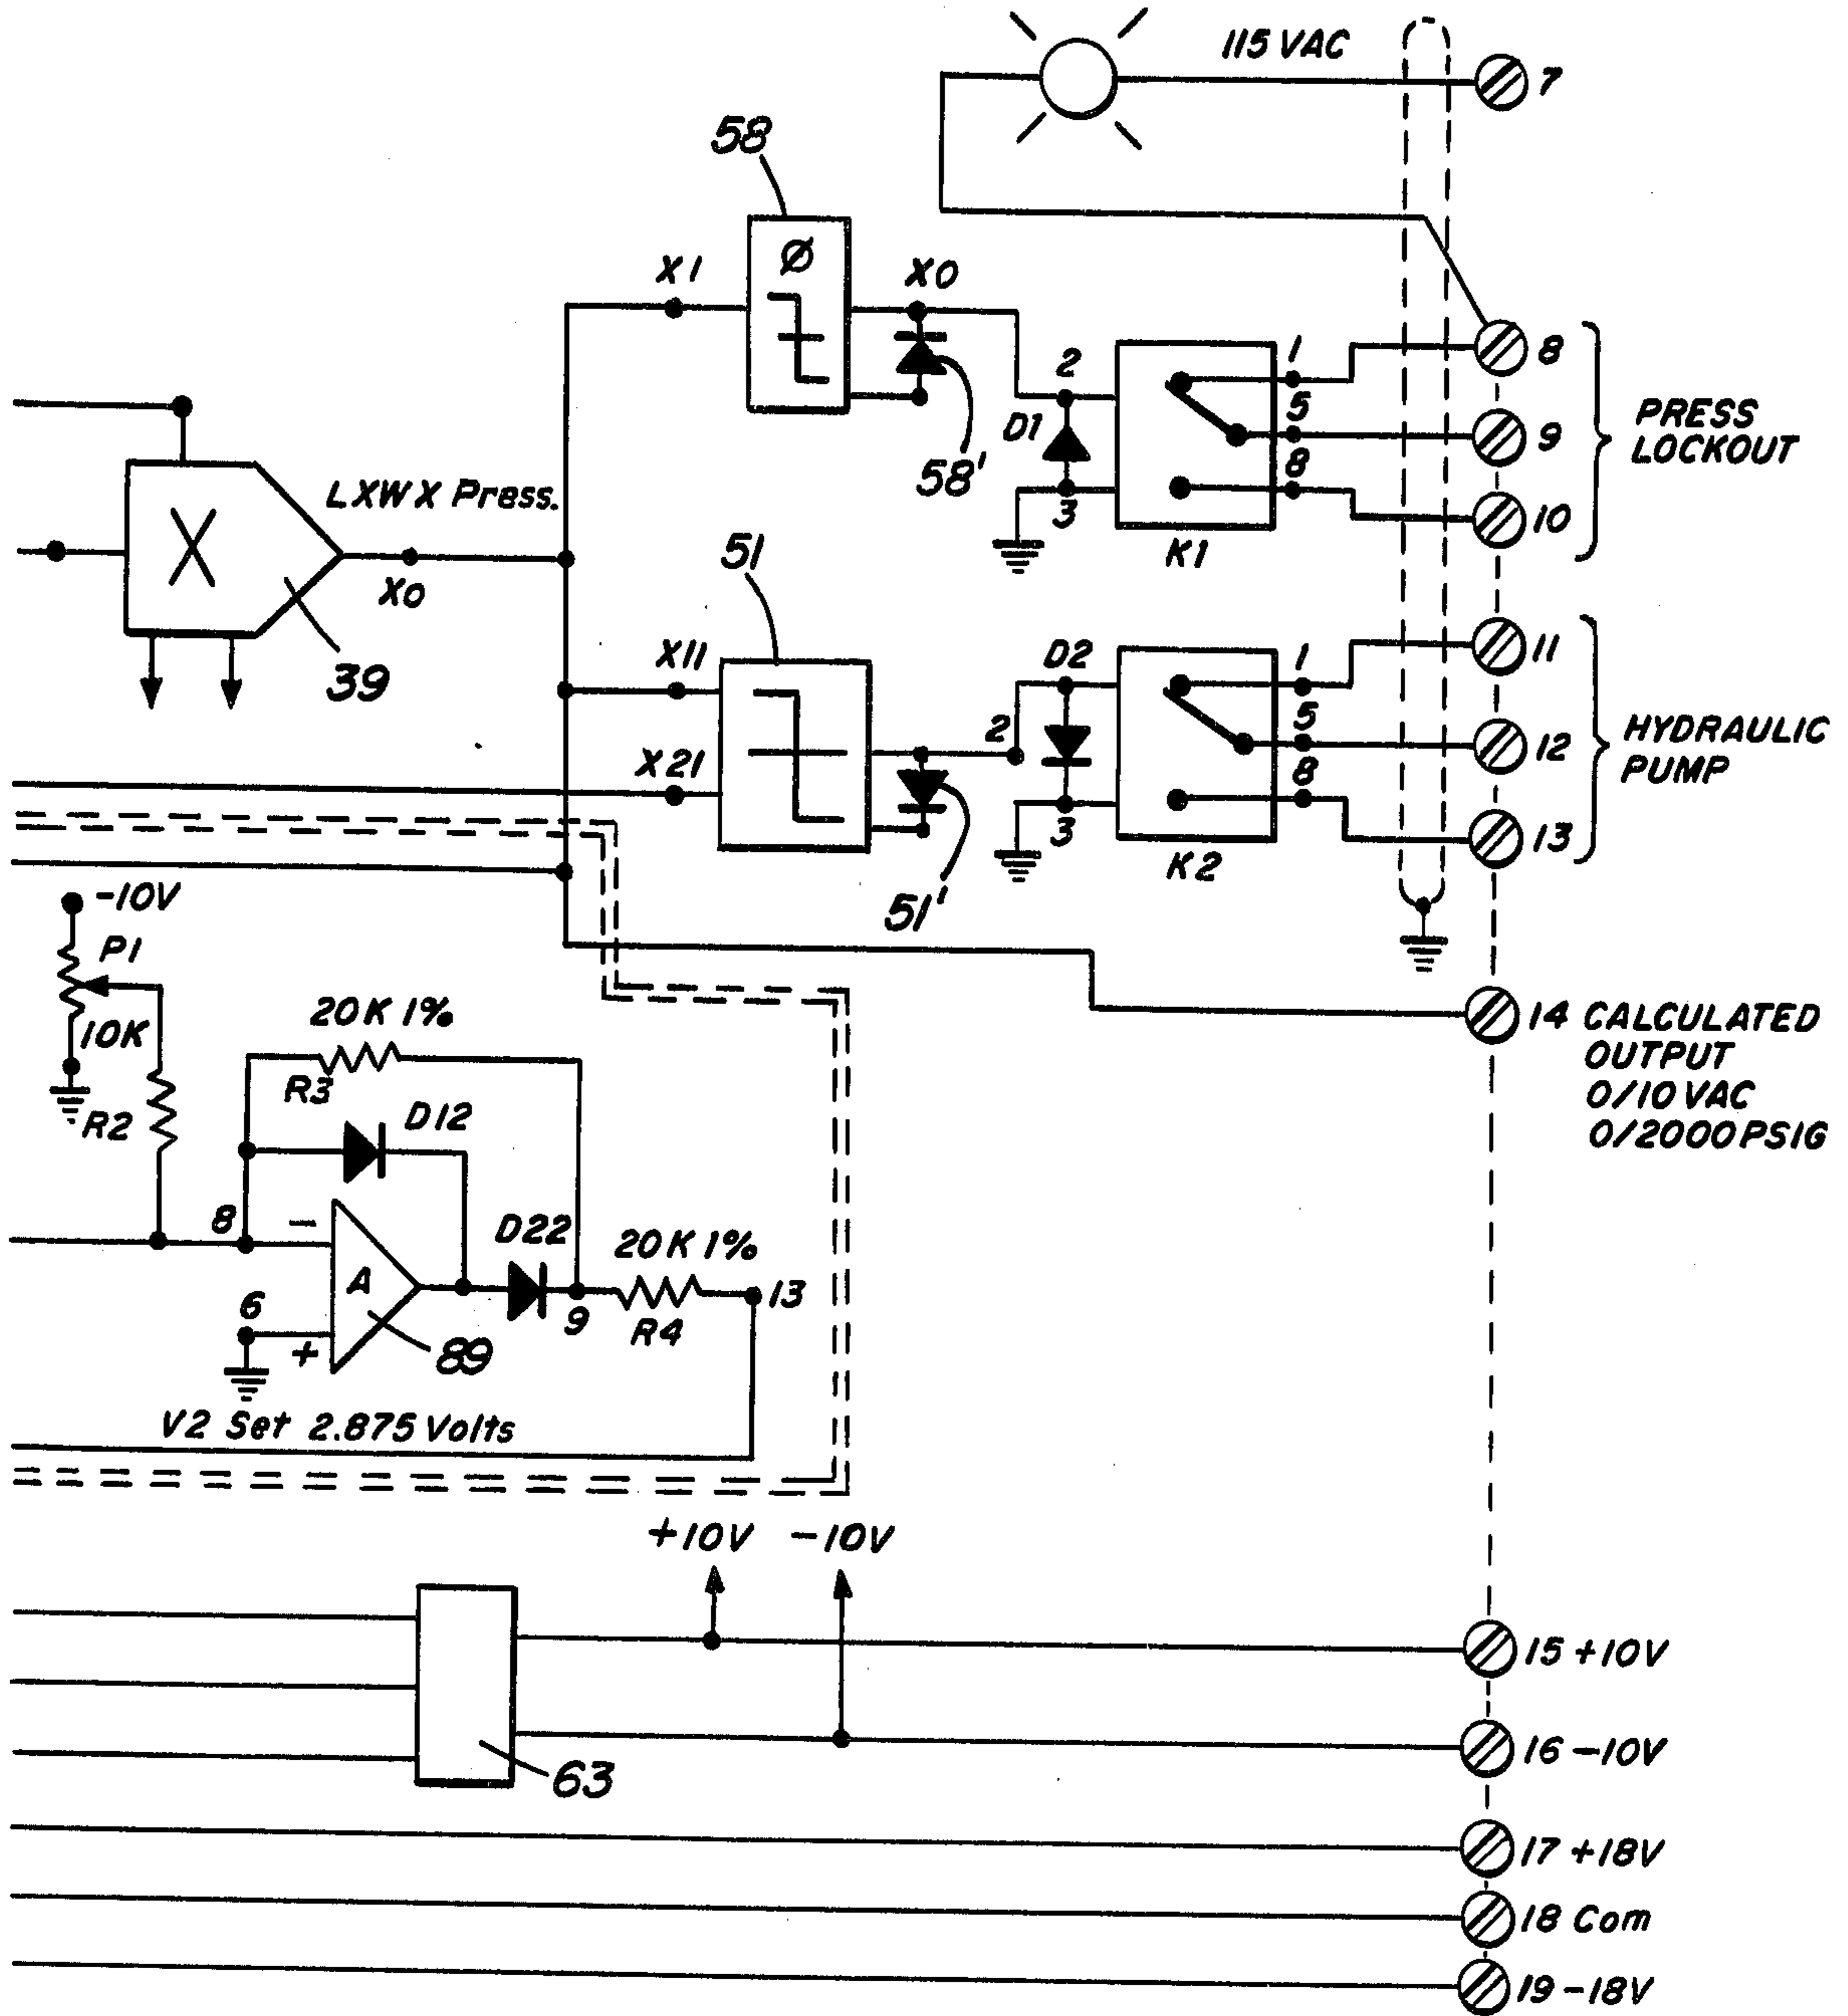 115 VAC
7
58
Ø
X1
XO
2
D1
58'
3
1
5
8
K1
8
9
10
PRESS
LOCKOUT
LXWX Press.
X
XO
39
51
X11
X21
2
D2
3
51'
1
5
8
K2
11
12
13
HYDRAULIC
PUMP
-10V
P1
10K
R2
20K 1%
R3
D12
8
-
A
6
+
89
D22
9
20K 1%
R4
13
V2 Set 2.875 Volts
14 CALCULATED
OUTPUT
0/10 VAC
0/2000 PSIG
+10V -10V
63
15 +10V
16 -10V
17 +18V
18 Com
19 -18V